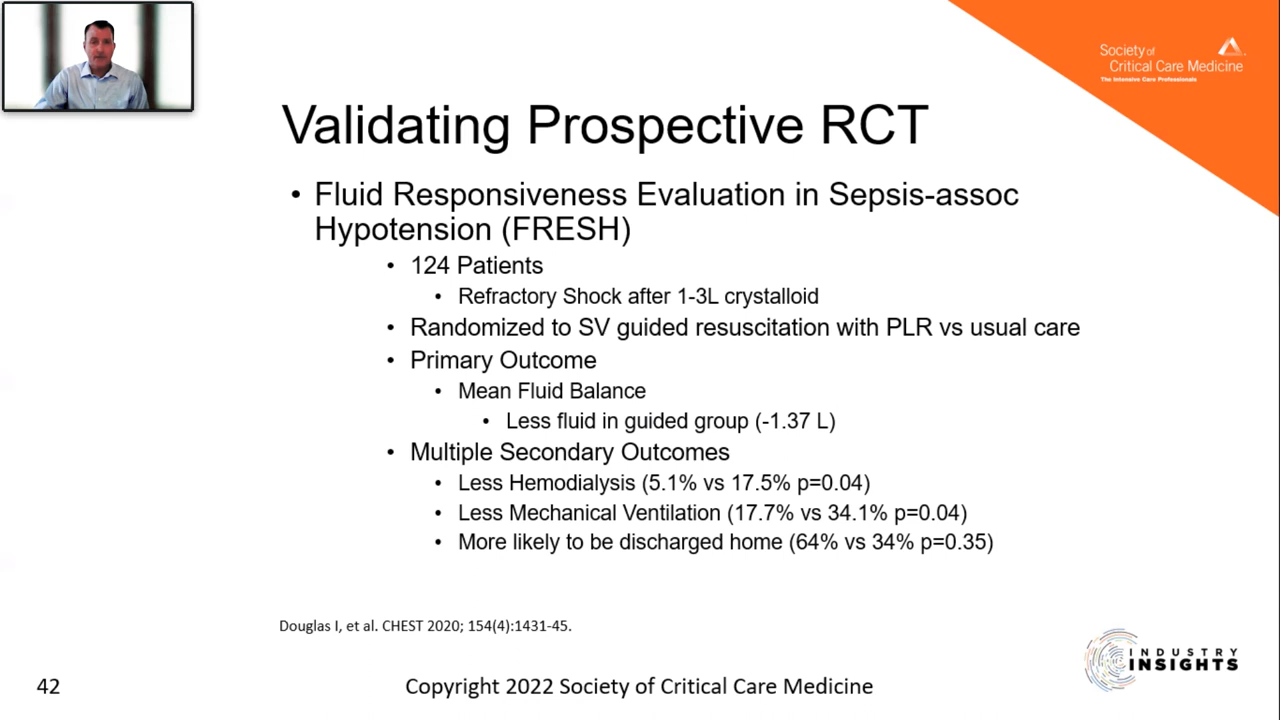 Society of
Critical Care Medicine
The Intensive Care Professionals
Validating Prospective RCT
• Fluid Responsiveness Evaluation in Sepsis-assoc
Hypotension (FRESH)
• 124 Patients
• Refractory Shock after 1-3L crystalloid
• Randomized to SV guided resuscitation with PLR vs usual care
• Primary Outcome
• Mean Fluid Balance
• Less fluid in guided group (-1.37 L)
• Multiple Secondary Outcomes
• Less Hemodialysis (5.1% vs 17.5% p=0.04)
• Less Mechanical Ventilation (17.7% vs 34.1% p=0.04)
• More likely to be discharged home (64% vs 34% p=0.35)
Douglas I, et al. CHEST 2020; 154(4):1431-45.
INDUSTRY
INSIGHTS
42
Copyright 2022 Society of Critical Care Medicine